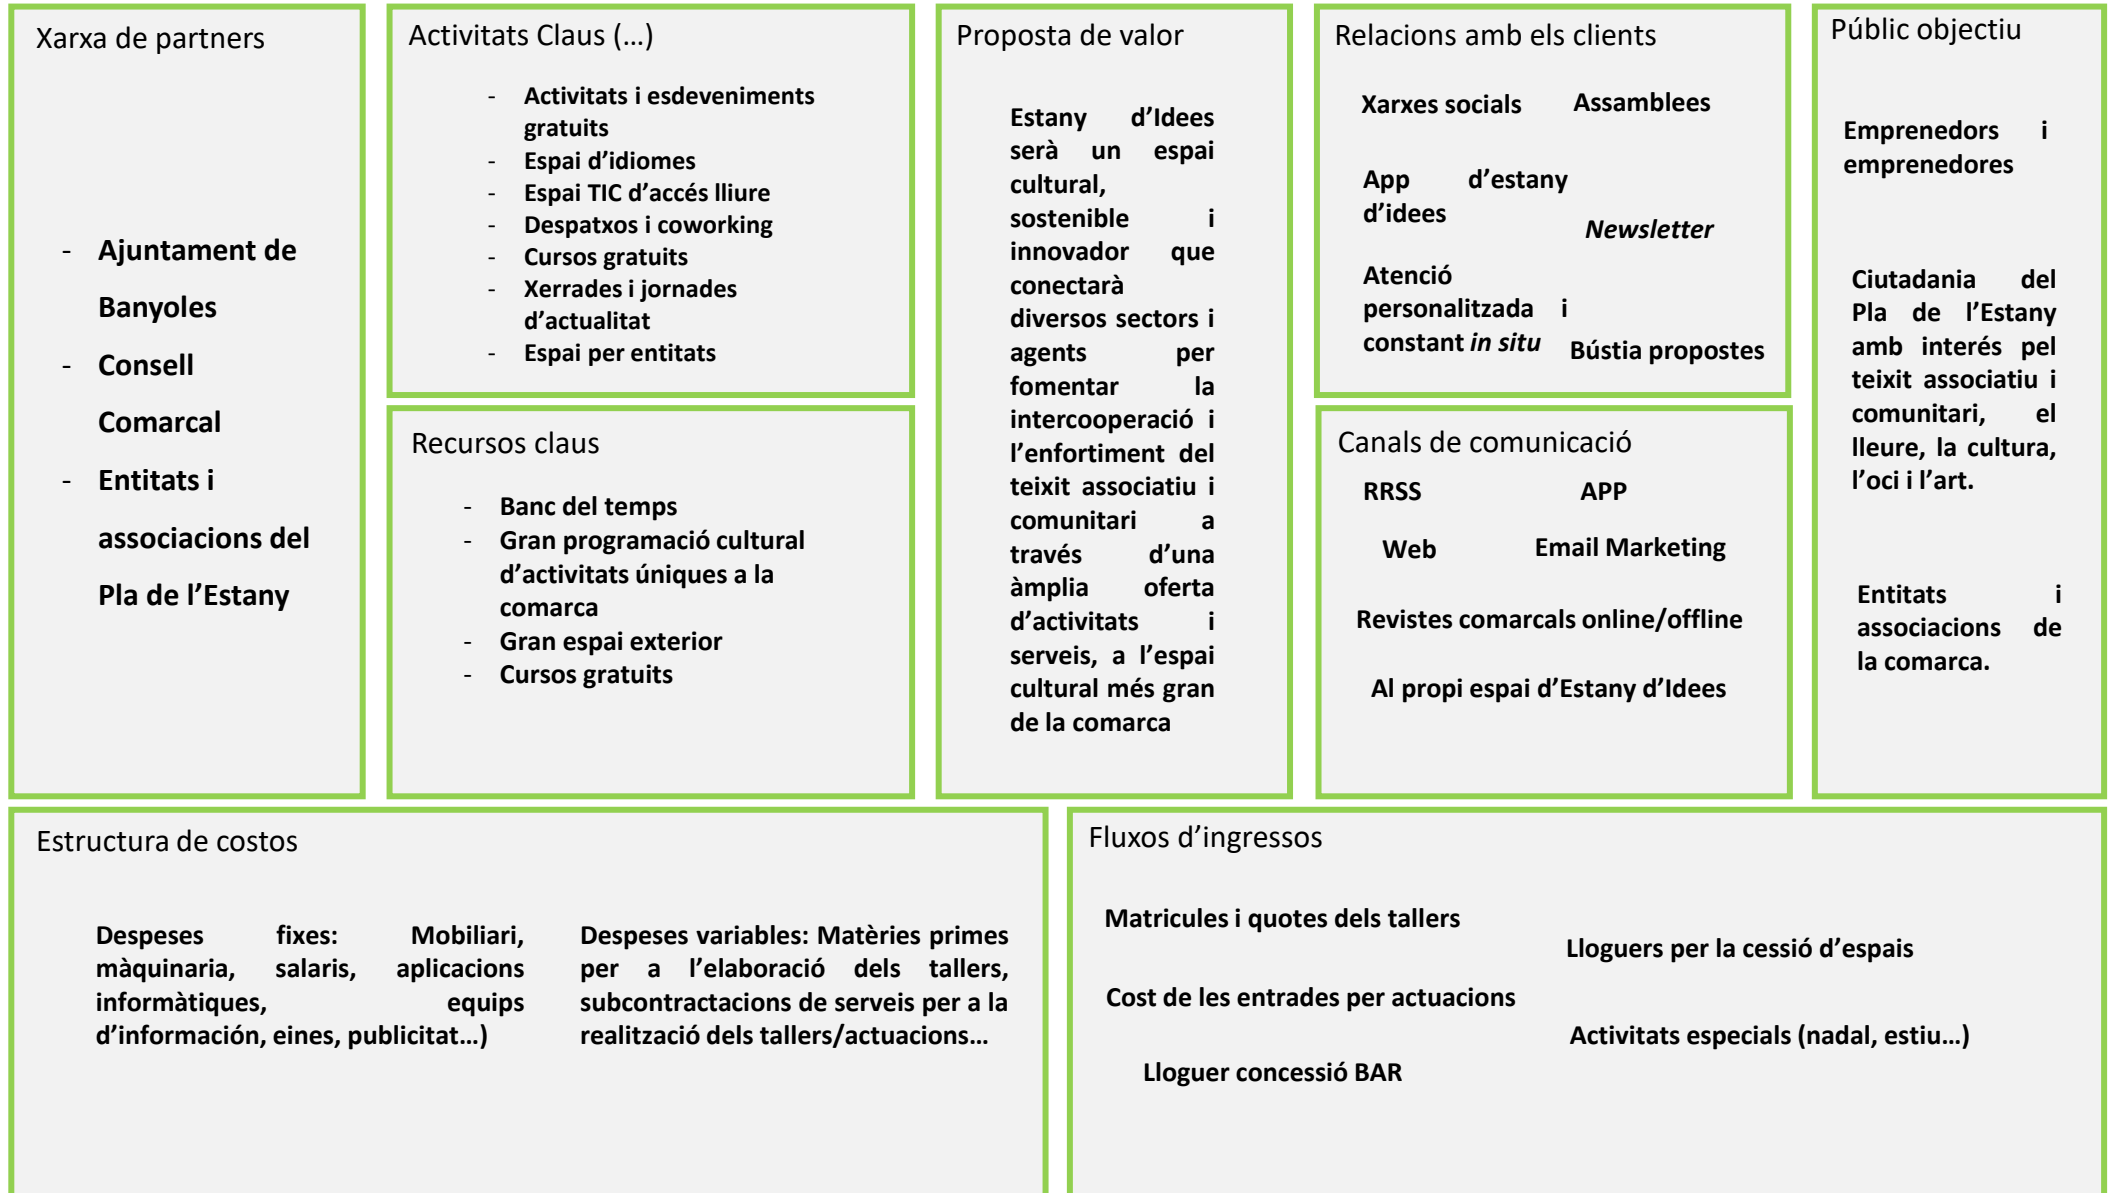 Xarxa de partners
- Ajuntament de
Banyoles
- Consell
Comarcal
- Entitats i
associacions del
Pla de l’Estany
Activitats Claus (…)
- Activitats i esdeveniments
gratuits
- Espai d’idiomes
- Espai TIC d’accés lliure
- Despatxos i coworking
- Cursos gratuits
- Xerrades i jornades
d’actualitat
- Espai per entitats
Recursos claus
- Banc del temps
- Gran programació cultural
d’activitats úniques a la
comarca
- Gran espai exterior
- Cursos gratuits
Proposta de valor
Estany d’Idees
serà un espai
cultural,
sostenible i
innovador que
conectarà
diversos sectors i
agents per
fomentar la
intercooperació i
l’enfortiment del
teixit associatiu i
comunitari a
través d’una
àmplia oferta
d’activitats i
serveis, a l’espai
cultural més gran
de la comarca
Relacions amb els clients
Xarxes socials
Assamblees
App d’estany
d’idees
Newsletter
Atenció
personalitzada i
constant in situ
Bústia propostes
Canals de comunicació
RRSS
APP
Web
Email Marketing
Revistes comarcals online/offline
Al propi espai d’Estany d’Idees
Públic objectiu
Emprenedors i
emprenedores
Ciutadania del
Pla de l’Estany
amb interés pel
teixit associatiu i
comunitari, el
lleure, la cultura,
l’oci i l’art.
Entitats i
associacions de
la comarca.
Estructura de costos
Despeses fixes: Mobiliari,
màquinaria, salaris, aplicacions
informàtiques, equips
d’información, eines, publicitat…)
Despeses variables: Matèries primes
per a l’elaboració dels tallers,
subcontractacions de serveis per a la
realització dels tallers/actuacions…
Fluxos d’ingressos
Matricules i quotes dels tallers
Lloguers per la cessió d’espais
Cost de les entrades per actuacions
Activitats especials (nadal, estiu…)
Lloguer concessió BAR